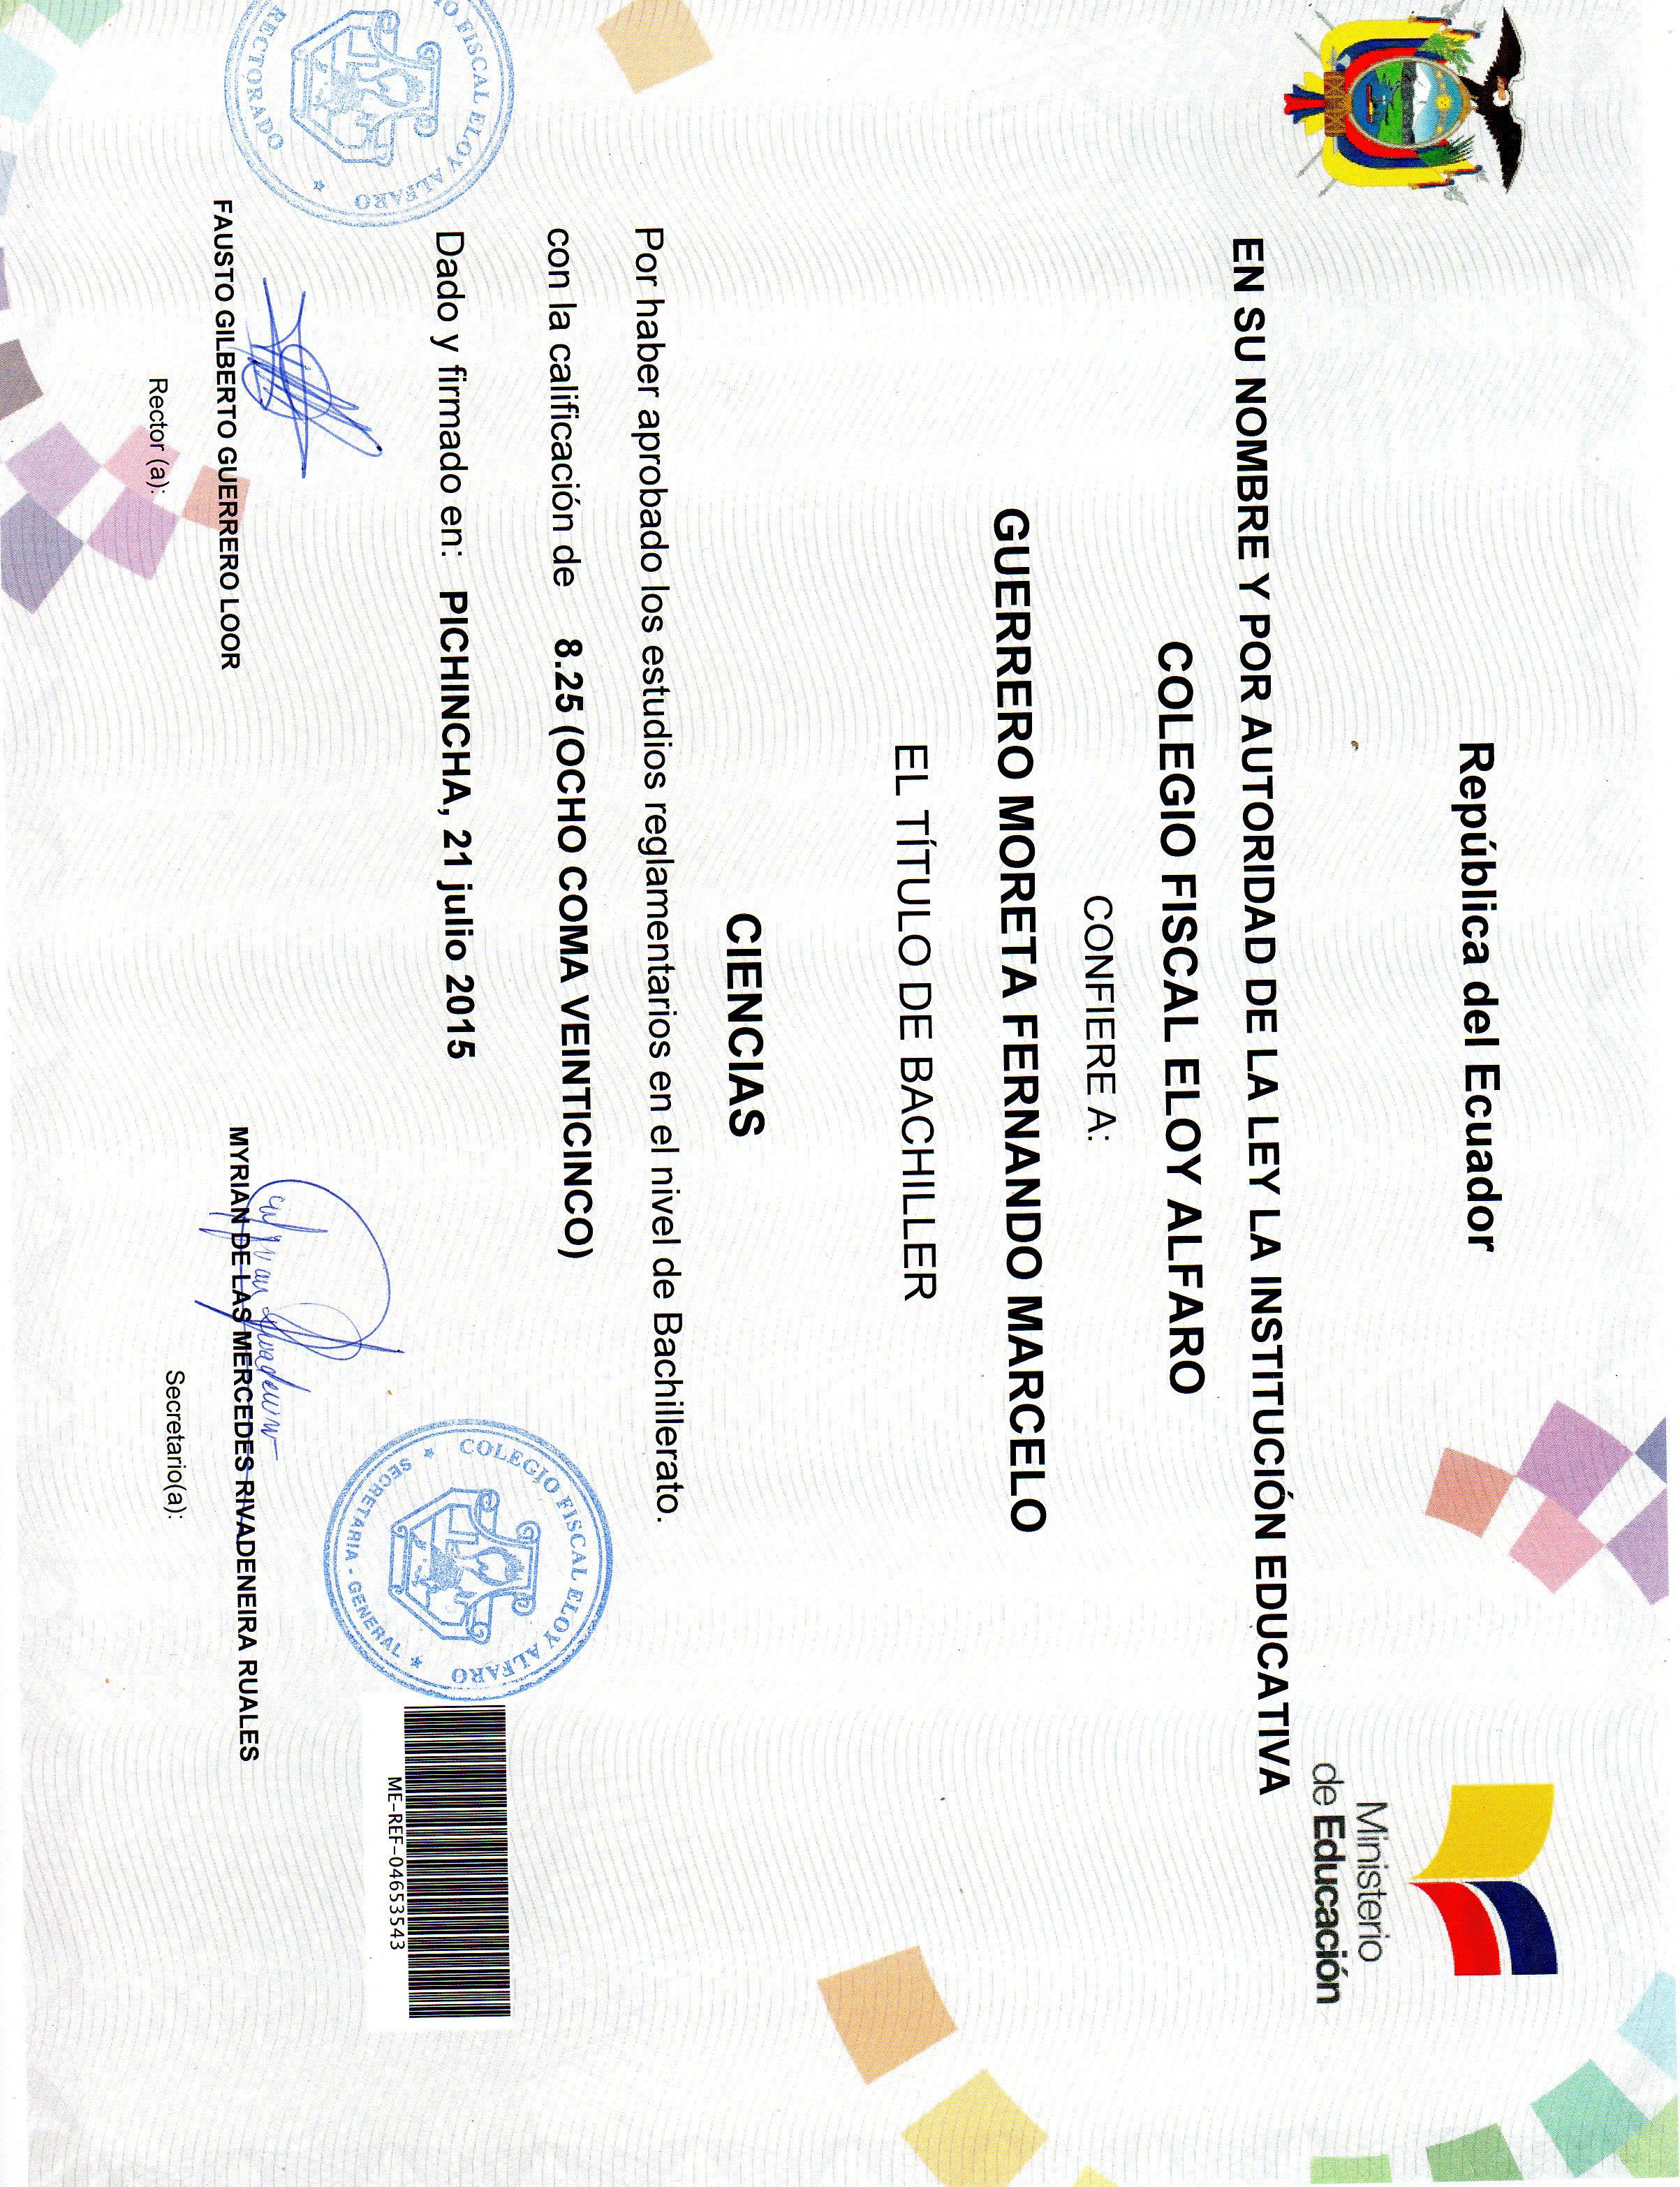 República del Ecuador
Ministerio
de Educación
EN SU NOMBRE Y POR AUTORIDAD DE LA LEY LA INSTITUCIÓN EDUCATIVA
COLEGIO FISCAL ELOY ALFARO
CONFIERE A:
GUERRERO MORETA FERNANDO MARCELO
EL TÍTULO DE BACHILLER
CIENCIAS
Por haber aprobado los estudios reglamentarios en el nivel de Bachillerato.
con la calificación de 8.25 (OCHO COMA VEINTICINCO)
Dado y firmado en: PICHINCHA, 21 julio 2015
IO FISCAL ELOY ALFARO
RECTORADO
COLEGIO FISCAL ELOY ALFARO
SECRETARIA - GENERAL
ME-REF-04653543
FAUSTO GILBERTO GUERRERO LOOR
Rector (a):
MYRIAN DE LAS MERCEDES RIVADENEIRA RUALES
Secretario(a):